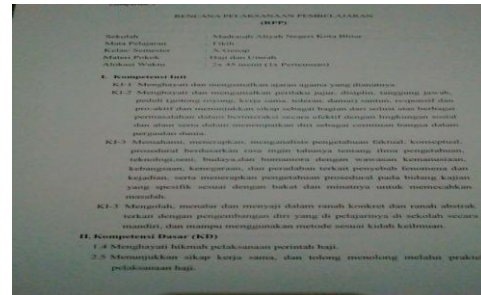 RENCANA PELAKSANAAN PEMBELAJARAN
(RPP)
Sekolah : Madrasah Aliyah Negeri Kota Blitar
Mata Pelajaran : Fikih
Kelas/ Semester : X/Genap
Materi Pokok : Haji dan Umrah
Alokasi Waktu : 2x 45 menit (1x Pertemuan)
I. Kompetensi Inti
KI-1 Menghayati dan mengamalkan ajaran agama yang dianutnya.
KI-2 Menghayati dan mengamalkan perilaku jujur, disiplin, tanggung jawab,
peduli (gotong royong, kerja sama, toleran, damai) santun, responsif dan
pro-aktif dan menunjukkan sikap sebagai bagian dari solusi atas berbagai
permasalahan dalam berinteraksi secara efektif dengan lingkungan sosial
dan alam serta dalam menempatkan diri sebagai cerminan bangsa dalam
pergaulan dunia.
KI-3 Memahami, menerapkan, menganalisis pengetahuan faktual, konseptual,
prosedural berdasarkan rasa ingin tahunya tentang ilmu pengetahuan,
teknologi,seni, budaya,dan humaniora dengan wawasan kemanusiaan,
kebangsaan, kenegaraan, dan peradaban terkait penyebab fenomena dan
kejadian, serta menerapkan pengetahuan prosedural pada bidang kajian
yang spesifik sesuai dengan bakat dan minatnya untuk memecahkan
masalah.
KI-3 Mengolah, menalar dan menyaji dalam ranah konkret dan ranah abstrak
terkait dengan pengembangan diri yang di pelajarinya di sekolah secara
mandiri, dan mampu menggunakan metode sesuai kaidah keilmuan.
II. Kompetensi Dasar (KD)
1.4 Menghayati hikmah pelaksanaan perintah haji.
2.5 Menunjukkan sikap kerja sama, dan tolong menolong melalui praktek
pelaksanaan haji.